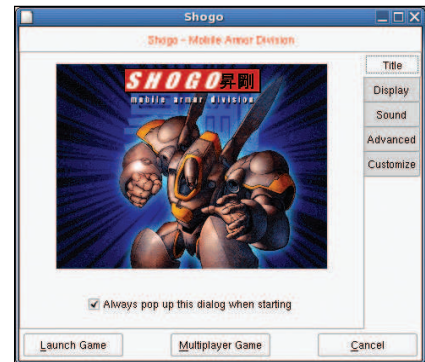 Shogo
Shogo - Mobile Armor Division
SHOGO昇剛
mobile armor division
Title
Display
Sound
Advanced
Customize
Always pop up this dialog when starting
Launch Game
Multiplayer Game
Cancel